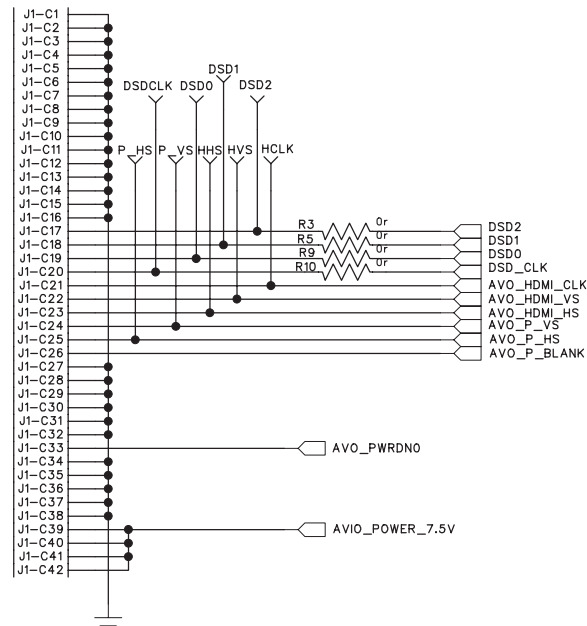 J1-C1
J1-C2
J1-C3
J1-C4
J1-C5
J1-C6
DSD1
J1-C7
DSDCLK DSD0 DSD2
J1-C8
J1-C9
J1-C10
J1-C11
P_HS P_VS HHS HVS HCLK
J1-C12
J1-C13
J1-C14
J1-C15
J1-C16
J1-C17 R3 0r DSD2
J1-C18 R5 0r DSD1
J1-C19 R9 0r DSD0
J1-C20 R10 0r DSD_CLK
J1-C21 AVO_HDMI_CLK
J1-C22 AVO_HDMI_VS
J1-C23 AVO_HDMI_HS
J1-C24 AVO_P_VS
J1-C25 AVO_P_HS
J1-C26 AVO_P_BLANK
J1-C27
J1-C28
J1-C29
J1-C30
J1-C31
J1-C32
J1-C33 AVO_PWRDN0
J1-C34
J1-C35
J1-C36
J1-C37
J1-C38
J1-C39 AVIO_POWER_7.5V
J1-C40
J1-C41
J1-C42